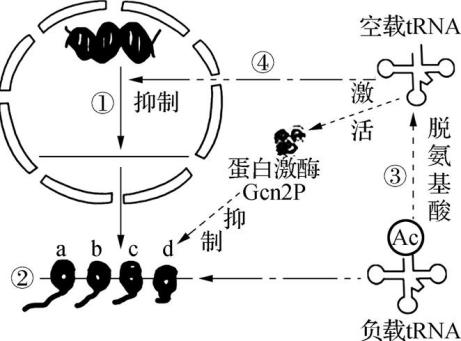 空载tRNA
④
①
抑制
激活
蛋白激酶
Gcn2P
脱氨基酸
③
抑制
Ac
a b c d
②
负载tRNA